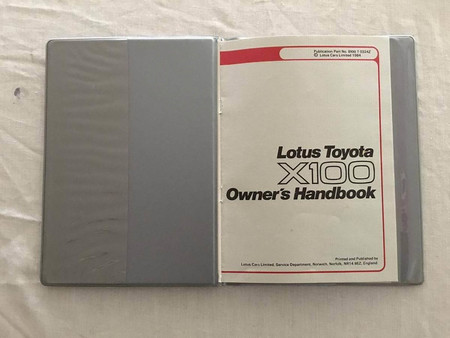 Publication Part No.
© Lotus Cars Limited 1984.
Lotus Toyota
X100
Owner's Handbook
Printed and Published by
Lotus Cars Limited, Service Department, Norwich, Norfolk, NR14 8EZ, England